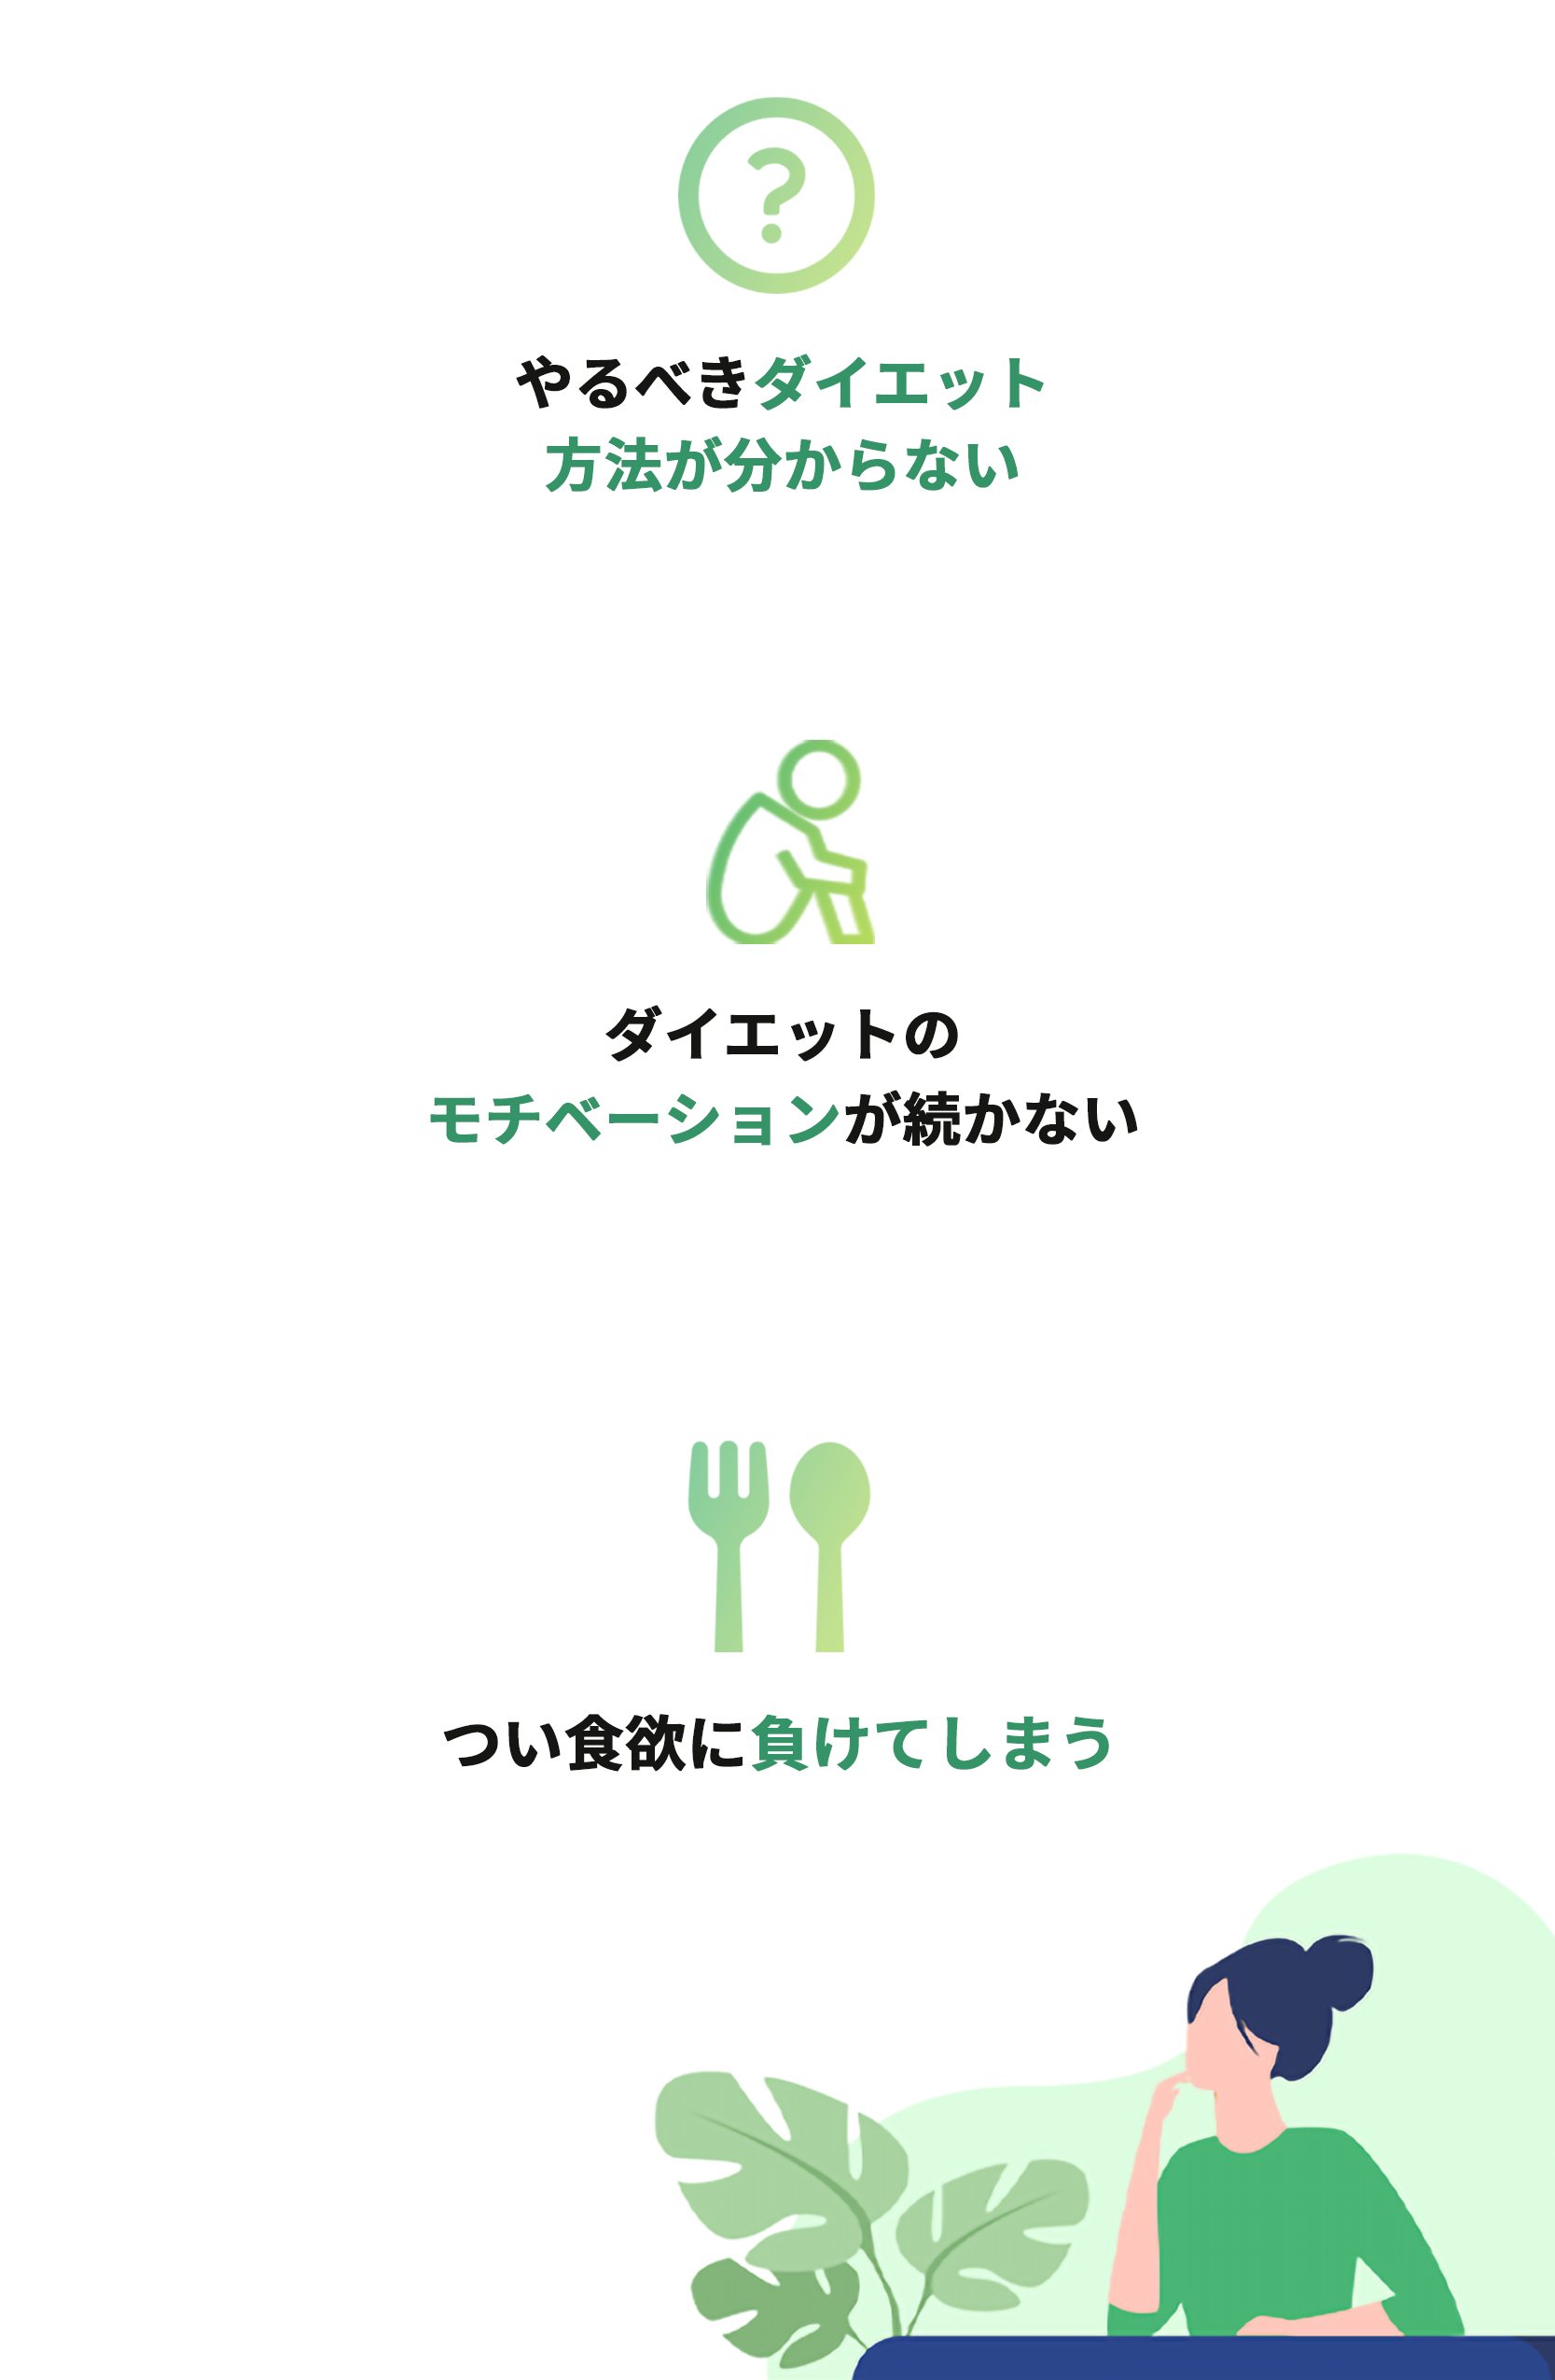 ?
やるべきダイエット
方法が分からない
ダイエットの
モチベーションが続かない
つい食欲に負けてしまう